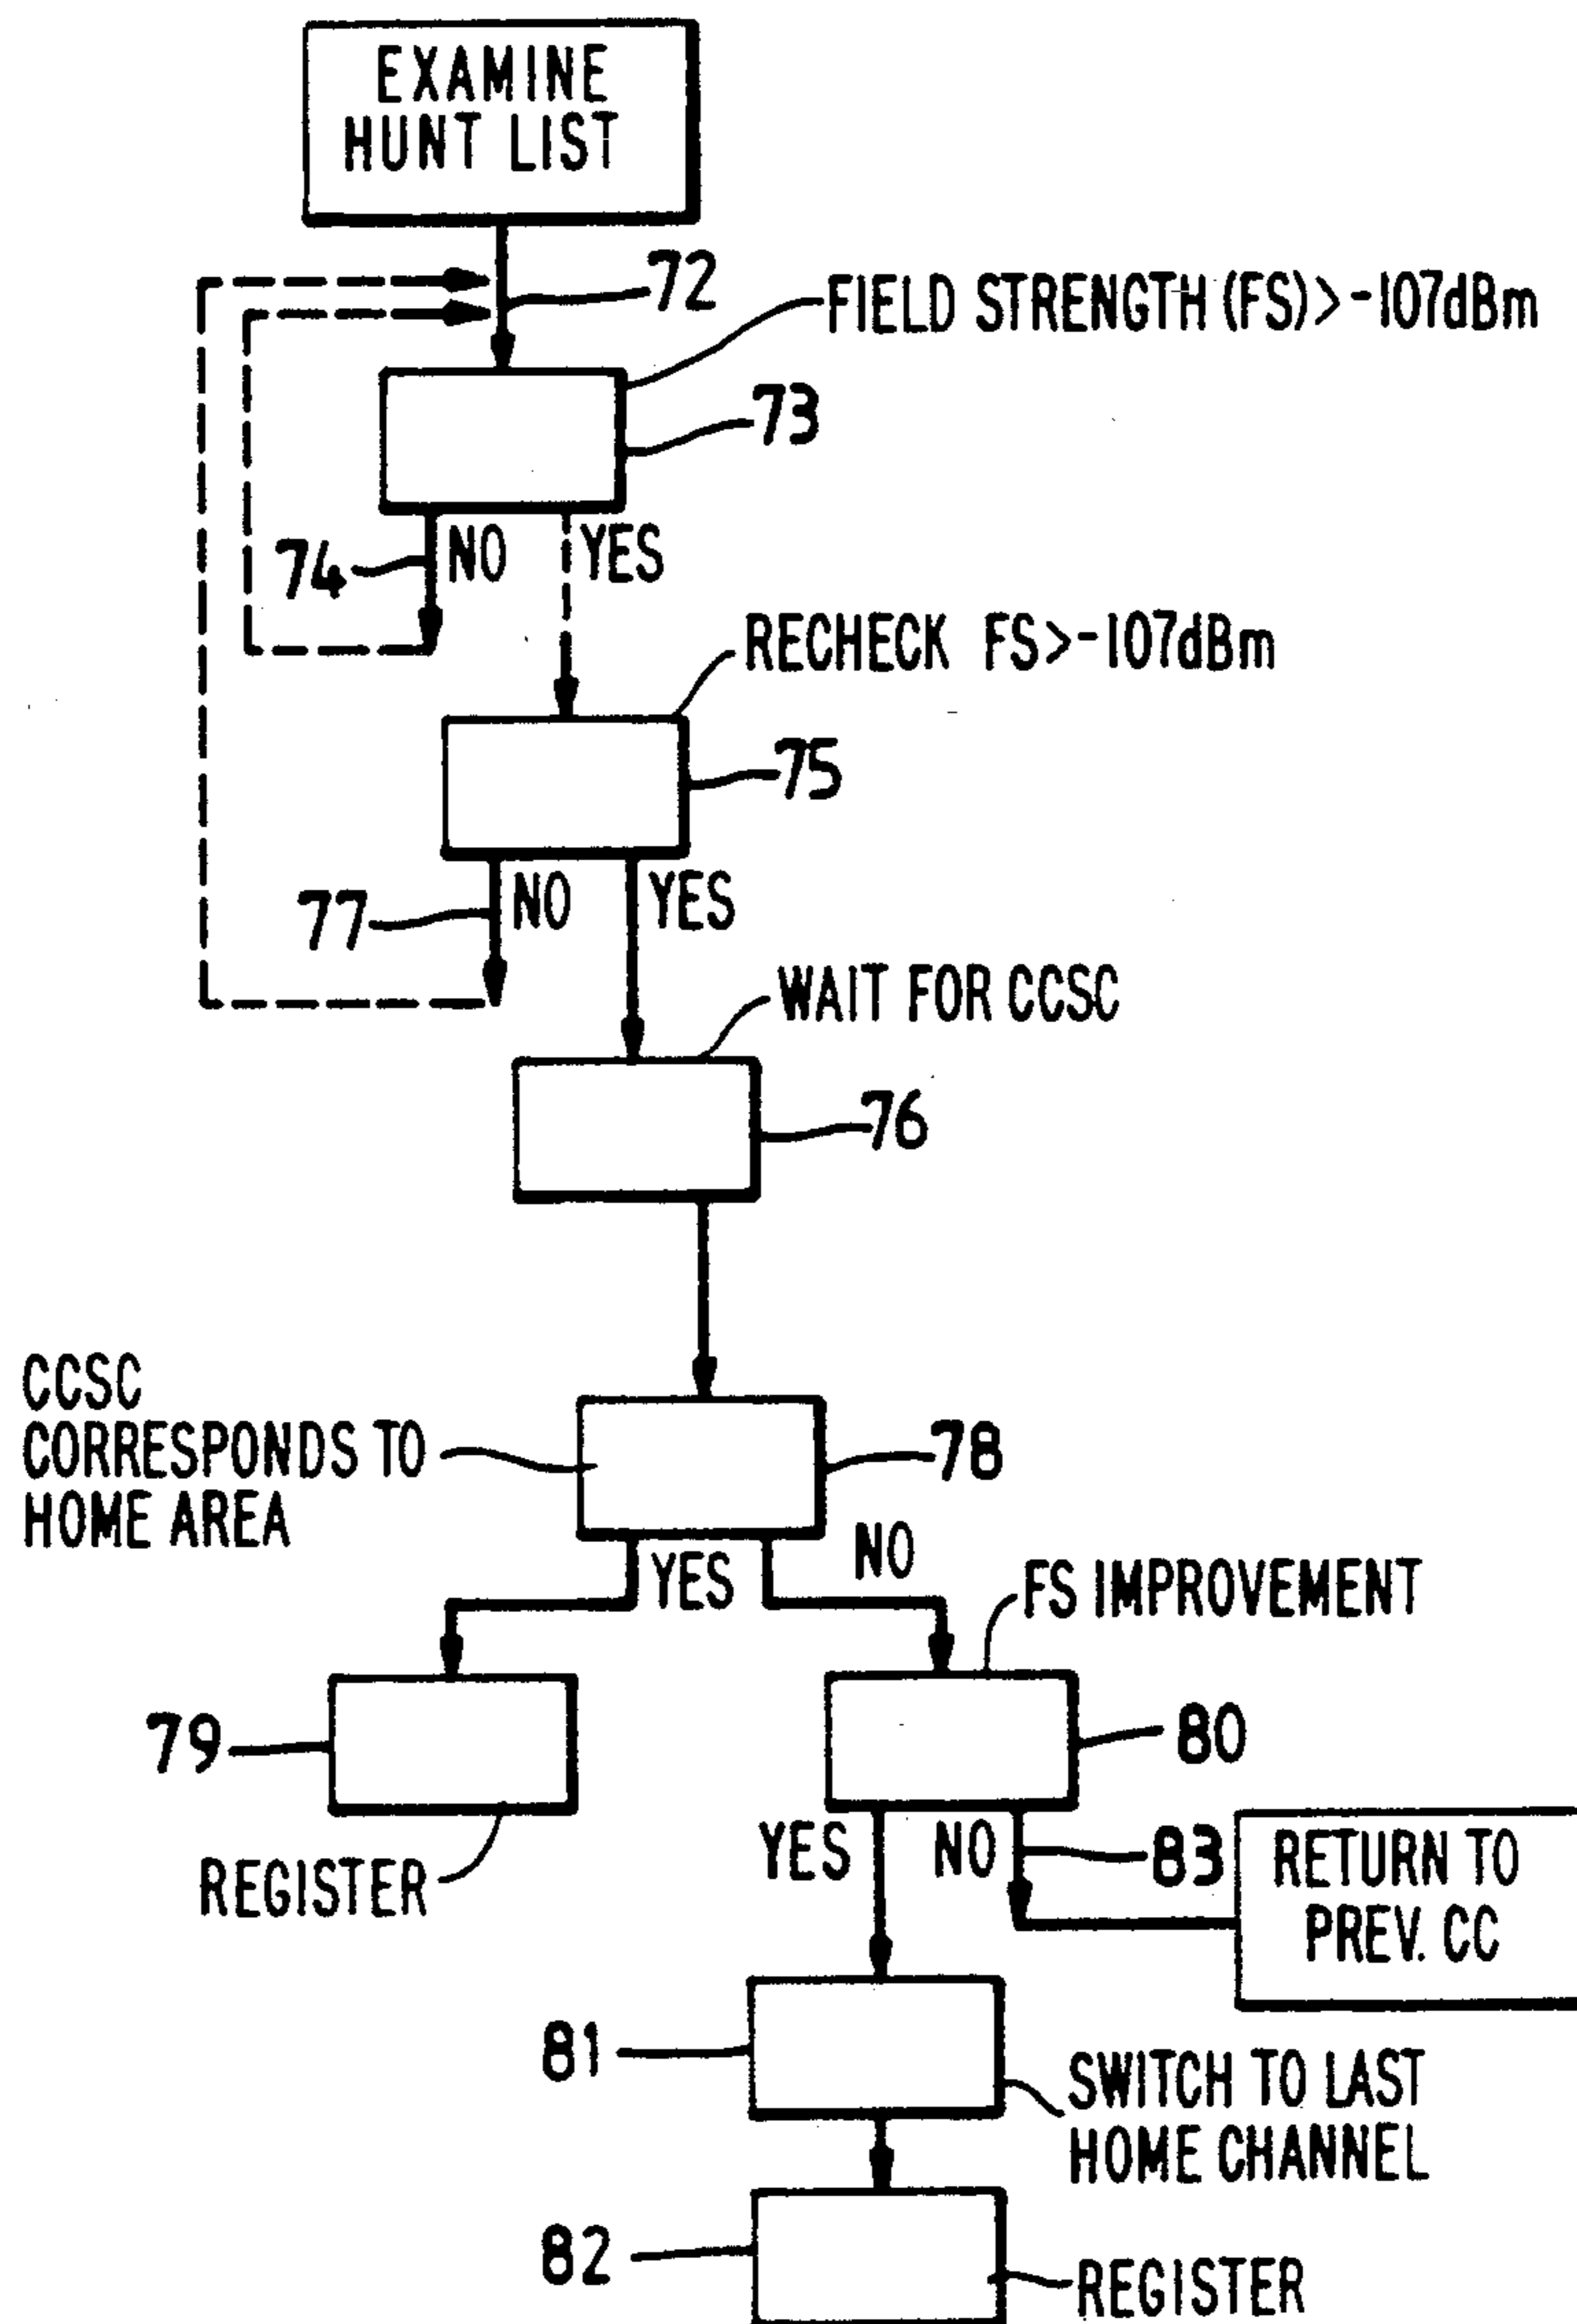 EXAMINE
HUNT LIST
72
FIELD STRENGTH (FS) > -107dBm
73
74
NO
YES
RECHECK FS > -107dBm
75
77
NO
YES
WAIT FOR CCSC
76
CCSC
CORRESPONDS TO
HOME AREA
78
YES
NO
FS IMPROVEMENT
79
80
REGISTER
YES
NO
83
RETURN TO
PREV. CC
81
SWITCH TO LAST
HOME CHANNEL
82
REGISTER